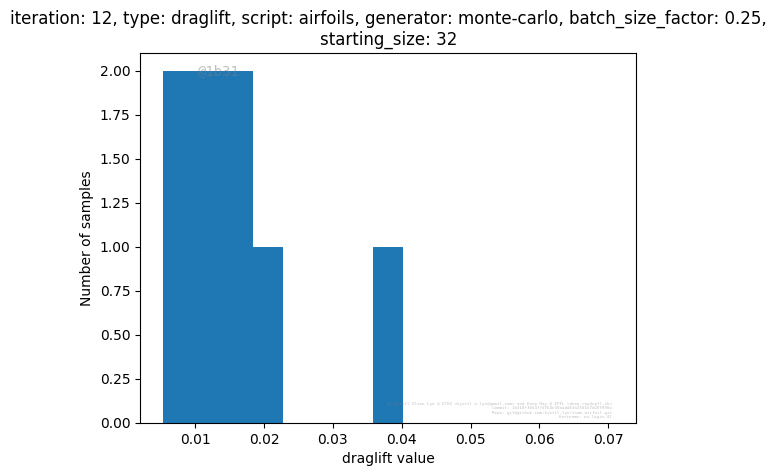 iteration: 12, type: draglift, script: airfoils, generator: monte-carlo, batch_size_factor: 0.25,
starting_size: 32
@1b31
2.00
1.75
1.50
1.25
1.00
0.75
0.50
0.25
0.00
Number of samples
0.01 0.02 0.03 0.04 0.05 0.06 0.07
draglift value